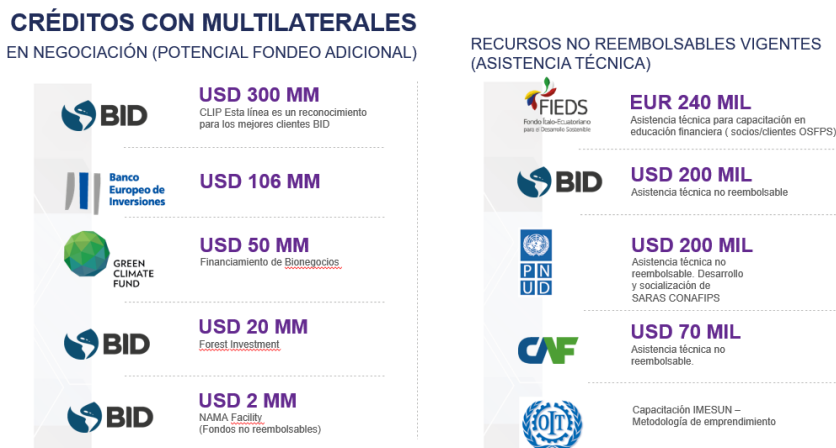 CRÉDITOS CON MULTILATERALES
EN NEGOCIACIÓN (POTENCIAL FONDEO ADICIONAL)
BID
USD 300 MM
CLIP Esta línea es un reconocimiento
para los mejores clientes BID
Banco
Europeo de
Inversiones
USD 106 MM
GREEN
CLIMATE
FUND
USD 50 MM
Financiamiento de Bionegocios
BID
USD 20 MM
Forest Investment
BID
USD 2 MM
NAMA Facility
(Fondos no reembolsables)
RECURSOS NO REEMBOLSABLES VIGENTES
(ASISTENCIA TÉCNICA)
FIEDS
Fondo Ítalo-Ecuatoriano
para el Desarrollo Sostenible
EUR 240 MIL
Asistencia técnica para capacitación en
educación financiera ( socios/clientes OSFPS)
BID
USD 200 MIL
Asistencia técnica no reembolsable
PN
UD
USD 200 MIL
Asistencia técnica no
reembolsable. Desarrollo
y socialización de
SARAS CONAFIPS
CAF
USD 70 MIL
Asistencia técnica no
reembolsable.
OIT
Capacitación IMESUN –
Metodología de emprendimiento